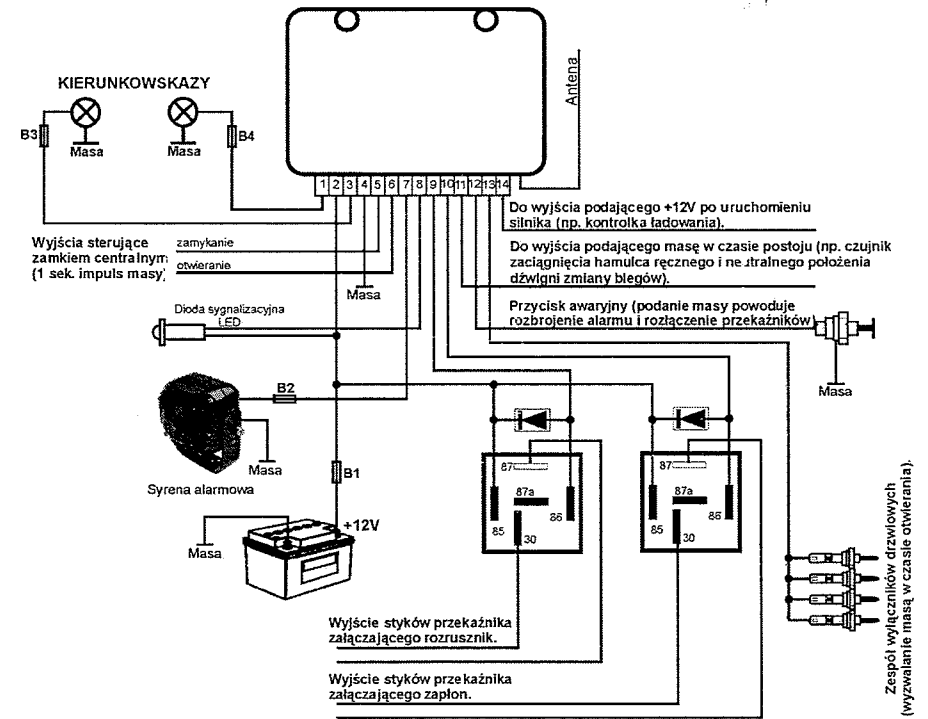 KIERUNKOWSKAZY
B3
B4
Masa
Masa
Antena
1 2 3 4 5 6 7 8 9 10 11 12 13 14
Do wyjścia podającego +12V po uruchomieniu
silnika (np. kontrolka ładowania).
Wyjścia sterujące
zamkiem centralnym
(1 sek. impuls masy)
zamykanie
otwieranie
Masa
Do wyjścia podającego masę w czasie postoju (np. czujnik
zaciągnięcia hamulca ręcznego i neutralnego położenia
dźwigni zmiany biegów).
Przycisk awaryjny (podanie masy powoduje
rozbrojenie alarmu i rozłączenie przekaźników)
Masa
Dioda sygnalizacyjna
LED
B2
Masa
Syrena alarmowa
B1
+12V
Masa
87
87a
85
86
30
87
87a
85
86
30
Wyjście styków przekaźnika
załączającego rozrusznik.
Wyjście styków przekaźnika
załączającego zapłon.
Zespół wyłączników drzwiowych
(wyzwalanie masą w czasie otwierania).